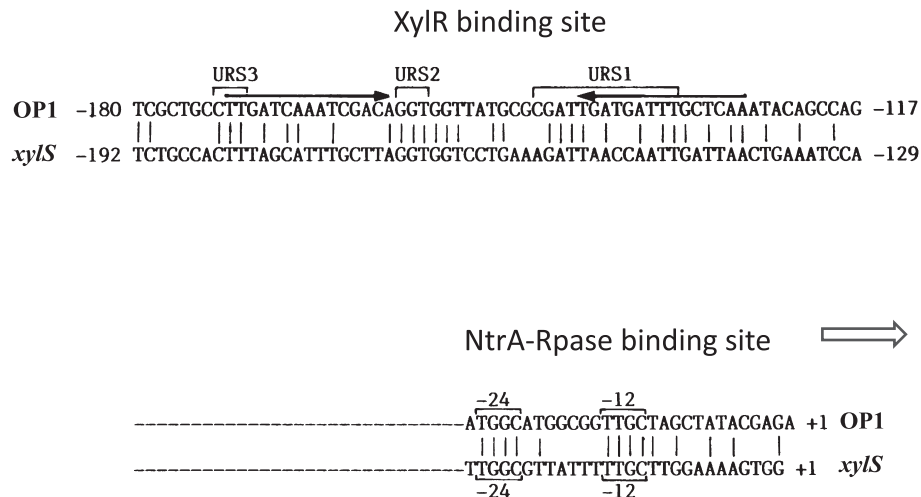 XylR binding site
URS3 URS2 URS1
OP1 -180 TCGCTGCCTTGATCAAATCGACAGGTGGTTATGCGCGATTGATGATTTGCTCAAATACAGCCAG -117
xylS -192 TCTGCCACTTTAGCATTTGCTTAGGTGGTCCTGAAAGATTAACCAATTGATTAACTGAAATCCA -129
NtrA-Rpase binding site
-24 -12
ATGGCATGGCGGTTGCTAGCTATACGAGA +1 OP1
TTGGCGTTATTTTTGCTTGGAAAAGTGG +1 xylS
-24 -12